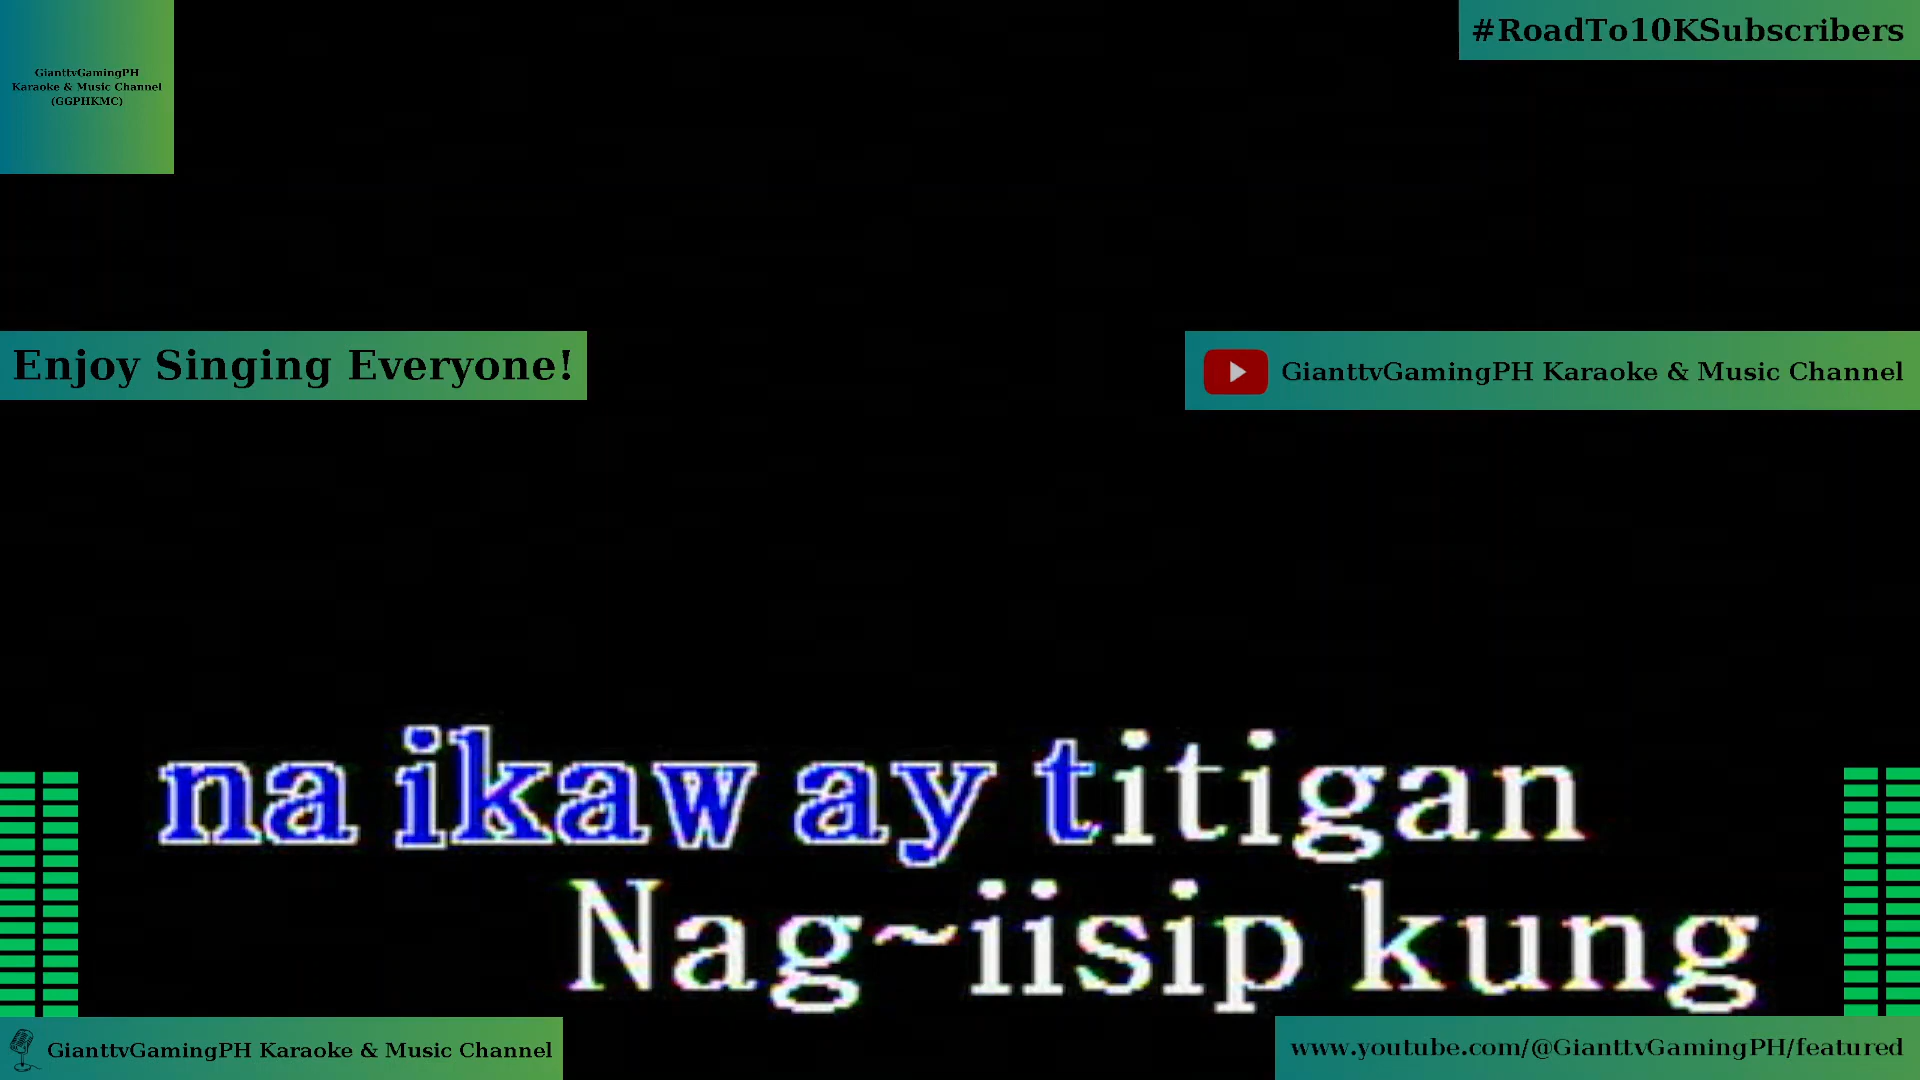 GianttvGamingPH
Karaoke & Music Channel
(GGPHKMC)
#RoadTo10KSubscribers
Enjoy Singing Everyone!
GianttvGamingPH Karaoke & Music Channel
na ikaw ay titigan
Nag~iisip kung
GianttvGamingPH Karaoke & Music Channel
www.youtube.com/@GianttvGamingPH/featured